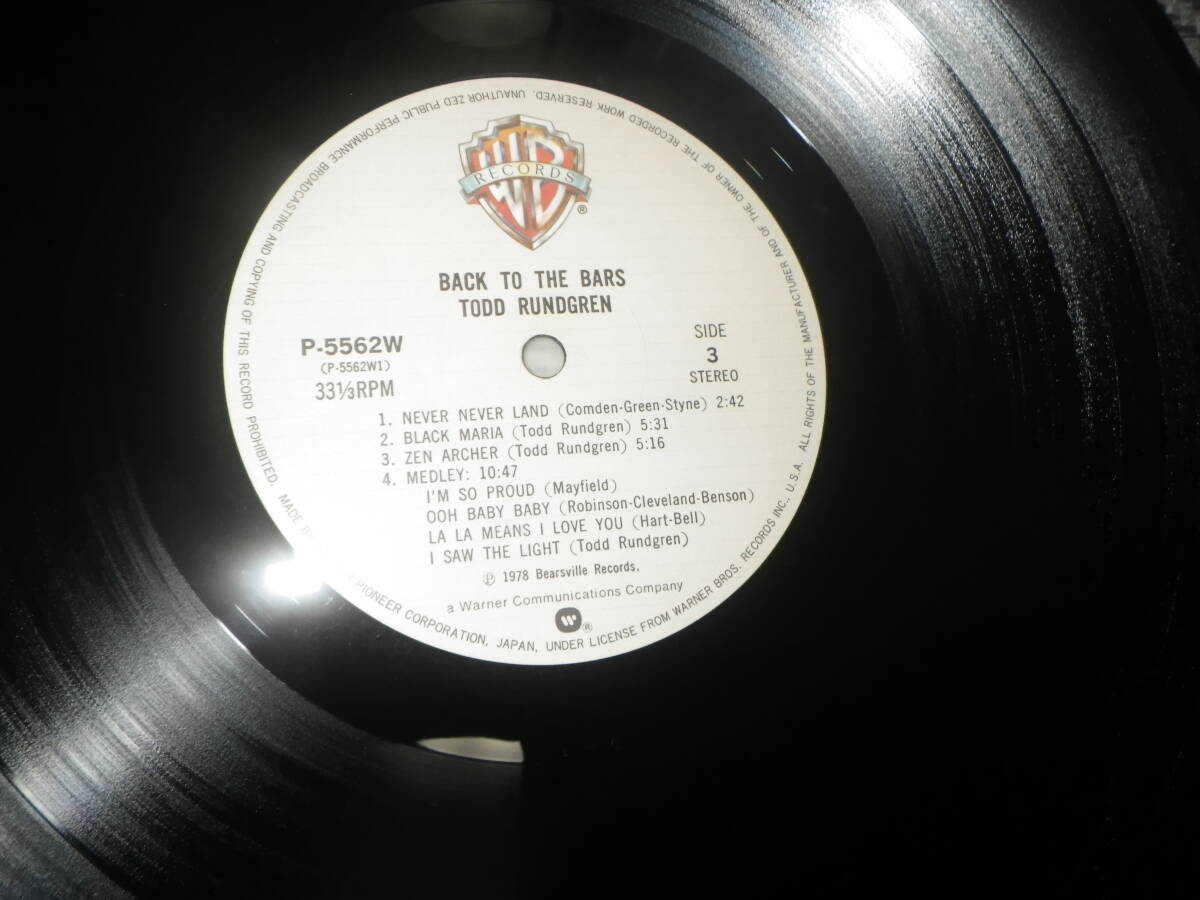 WB
RECORDS
®
BACK TO THE BARS
TODD RUNDGREN
P-5562W
(P-5562W1)
33⅓RPM
SIDE
3
STEREO
1. NEVER NEVER LAND (Comden-Green-Styne) 2:42
2. BLACK MARIA (Todd Rundgren) 5:31
3. ZEN ARCHER (Todd Rundgren) 5:16
4. MEDLEY: 10:47
I'M SO PROUD (Mayfield)
OOH BABY BABY (Robinson-Cleveland-Benson)
LA LA MEANS I LOVE YOU (Hart-Bell)
I SAW THE LIGHT (Todd Rundgren)
Ⓟ 1978 Bearsville Records.
a Warner Communications Company
®
MADE BY PIONEER CORPORATION, JAPAN, UNDER LICENSE FROM WARNER BROS. RECORDS INC., U.S.A. ALL RIGHTS OF THE MANUFACTURER AND OF THE OWNER OF THE RECORDED WORK RESERVED. UNAUTHOR ZED PUBLIC PERFORMANCE BROADCASTING AND COPYING OF THIS RECORD PROHIBITED.